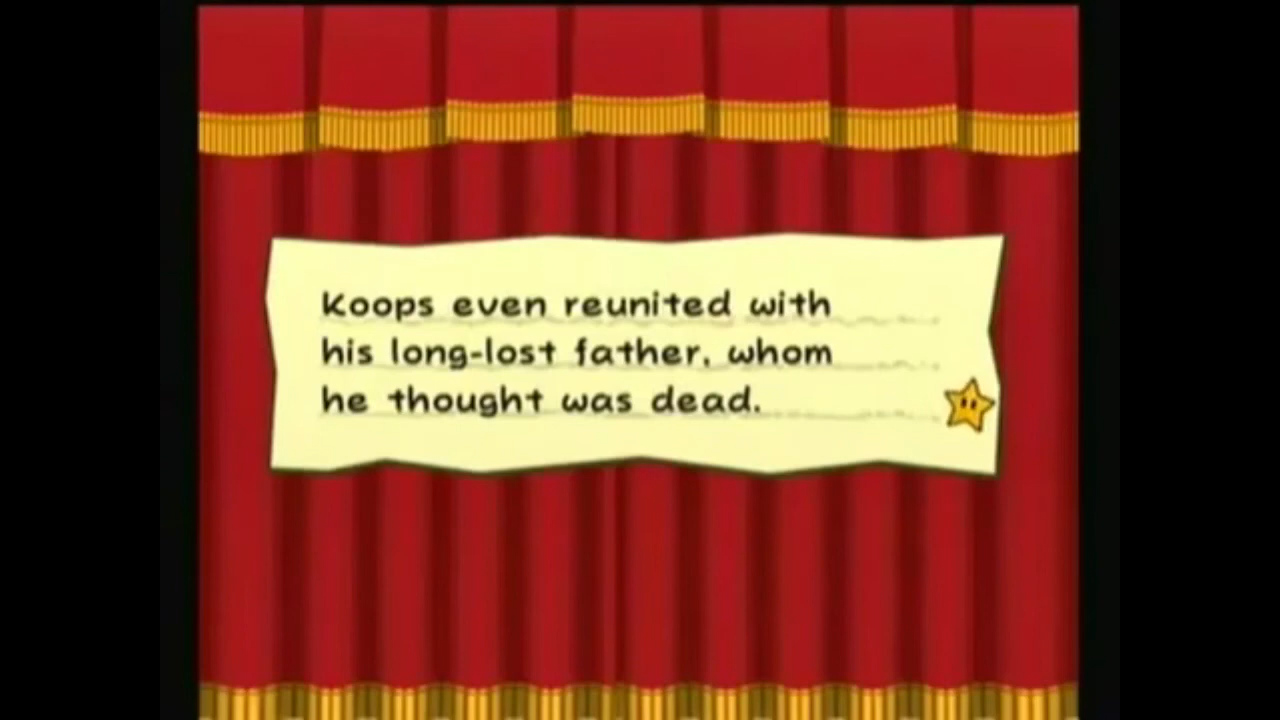 Koops even reunited with
his long-lost father, whom
he thought was dead.